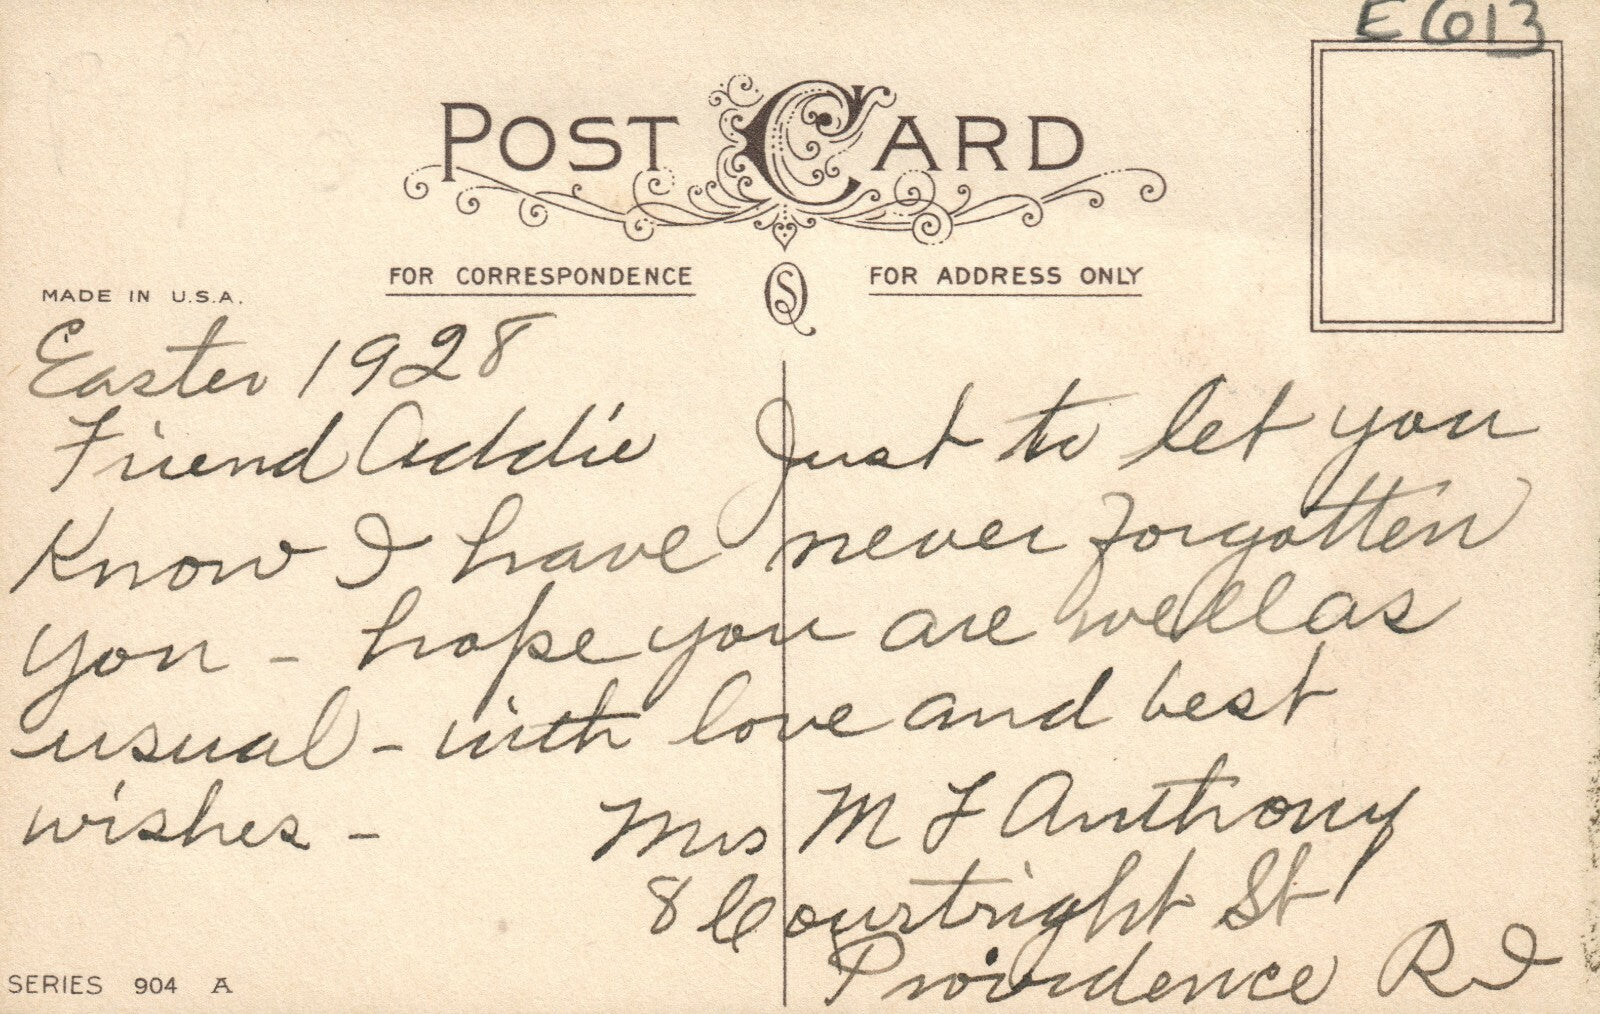 E613
POST CARD
FOR CORRESPONDENCE
FOR ADDRESS ONLY
MADE IN U.S.A.
Easter 1928
Friend Addie Just to let you
Know I have never forgotten
you - hope you are well as
usual - with love and best
wishes -
Mrs M F Anthony
8 Courtright St
Providence R I
SERIES 904 A